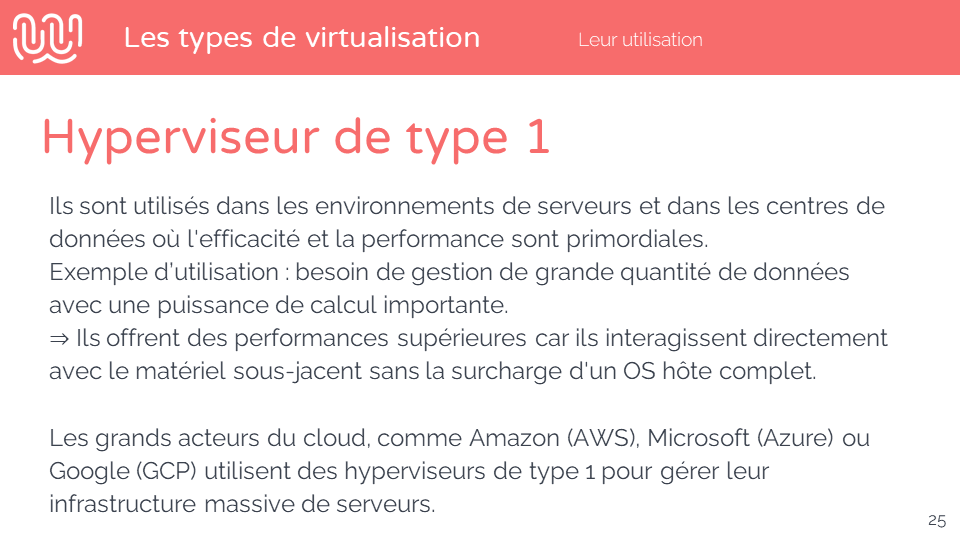 Les types de virtualisation
Leur utilisation
Hyperviseur de type 1
Ils sont utilisés dans les environnements de serveurs et dans les centres de
données où l'efficacité et la performance sont primordiales.
Exemple d’utilisation : besoin de gestion de grande quantité de données
avec une puissance de calcul importante.
⇒ Ils offrent des performances supérieures car ils interagissent directement
avec le matériel sous-jacent sans la surcharge d'un OS hôte complet.
Les grands acteurs du cloud, comme Amazon (AWS), Microsoft (Azure) ou
Google (GCP) utilisent des hyperviseurs de type 1 pour gérer leur
infrastructure massive de serveurs.
25